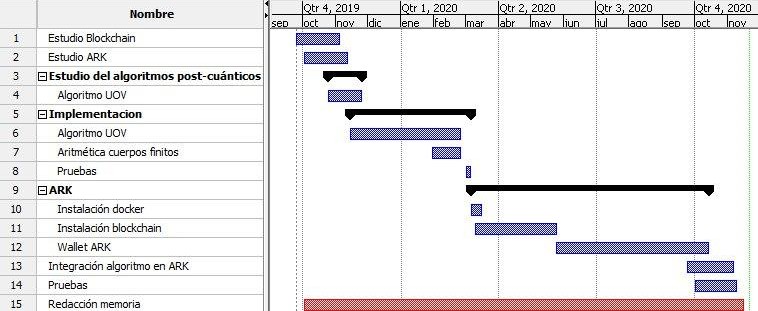 Nombre
Qtr 4, 2019 Qtr 1, 2020 Qtr 2, 2020 Qtr 3, 2020 Qtr 4, 2020
sep oct nov dic ene feb mar abr may jun jul ago sep oct nov
1 Estudio Blockchain
2 Estudio ARK
3 Estudio del algoritmos post-cuánticos
4 Algoritmo UOV
5 Implementacion
6 Algoritmo UOV
7 Aritmética cuerpos finitos
8 Pruebas
9 ARK
10 Instalación docker
11 Instalación blockchain
12 Wallet ARK
13 Integración algoritmo en ARK
14 Pruebas
15 Redacción memoria